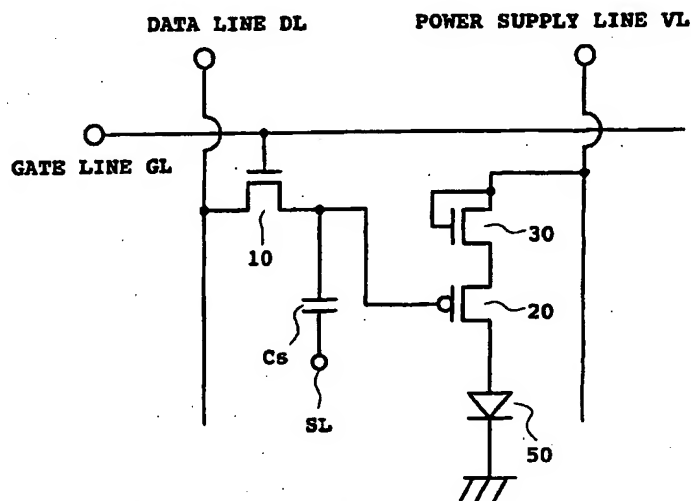 DATA LINE DL
POWER SUPPLY LINE VL
GATE LINE GL
10
30
20
Cs
SL
50